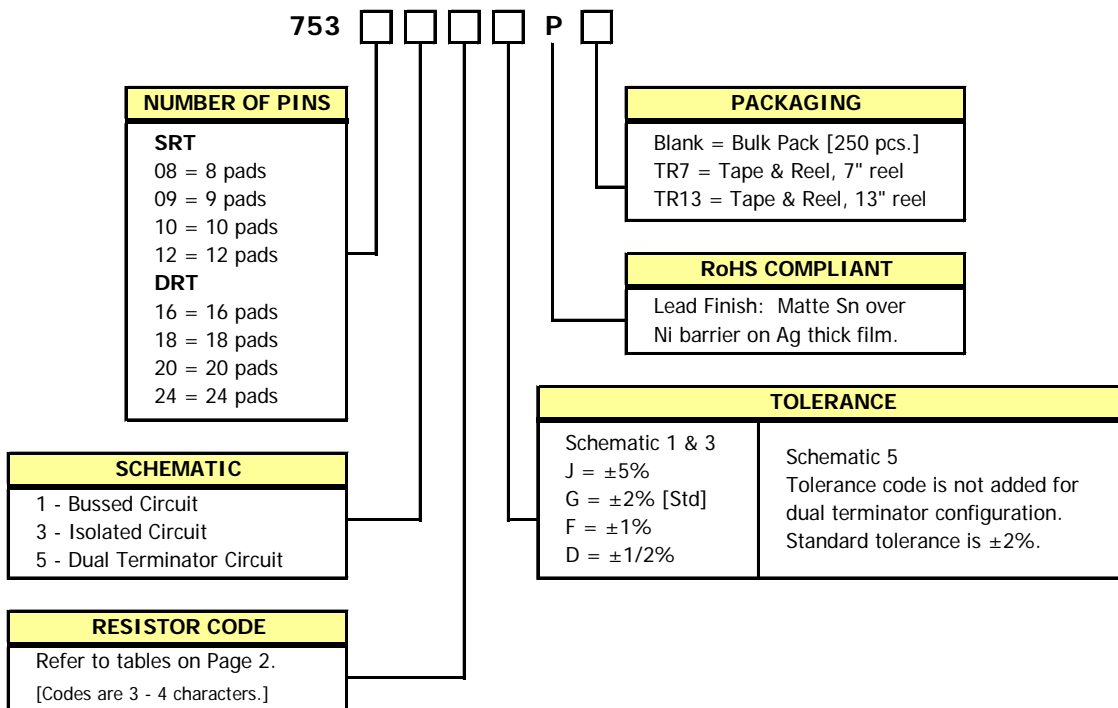 753 P
NUMBER OF PINS
SRT
08 = 8 pads
09 = 9 pads
10 = 10 pads
12 = 12 pads
DRT
16 = 16 pads
18 = 18 pads
20 = 20 pads
24 = 24 pads
PACKAGING
Blank = Bulk Pack [250 pcs.]
TR7 = Tape & Reel, 7" reel
TR13 = Tape & Reel, 13" reel
RoHS COMPLIANT
Lead Finish: Matte Sn over
Ni barrier on Ag thick film.
TOLERANCE
Schematic 1 & 3
J = ±5%
G = ±2% [Std]
F = ±1%
D = ±1/2%
Schematic 5
Tolerance code is not added for
dual terminator configuration.
Standard tolerance is ±2%.
SCHEMATIC
1 - Bussed Circuit
3 - Isolated Circuit
5 - Dual Terminator Circuit
RESISTOR CODE
Refer to tables on Page 2.
[Codes are 3 - 4 characters.]